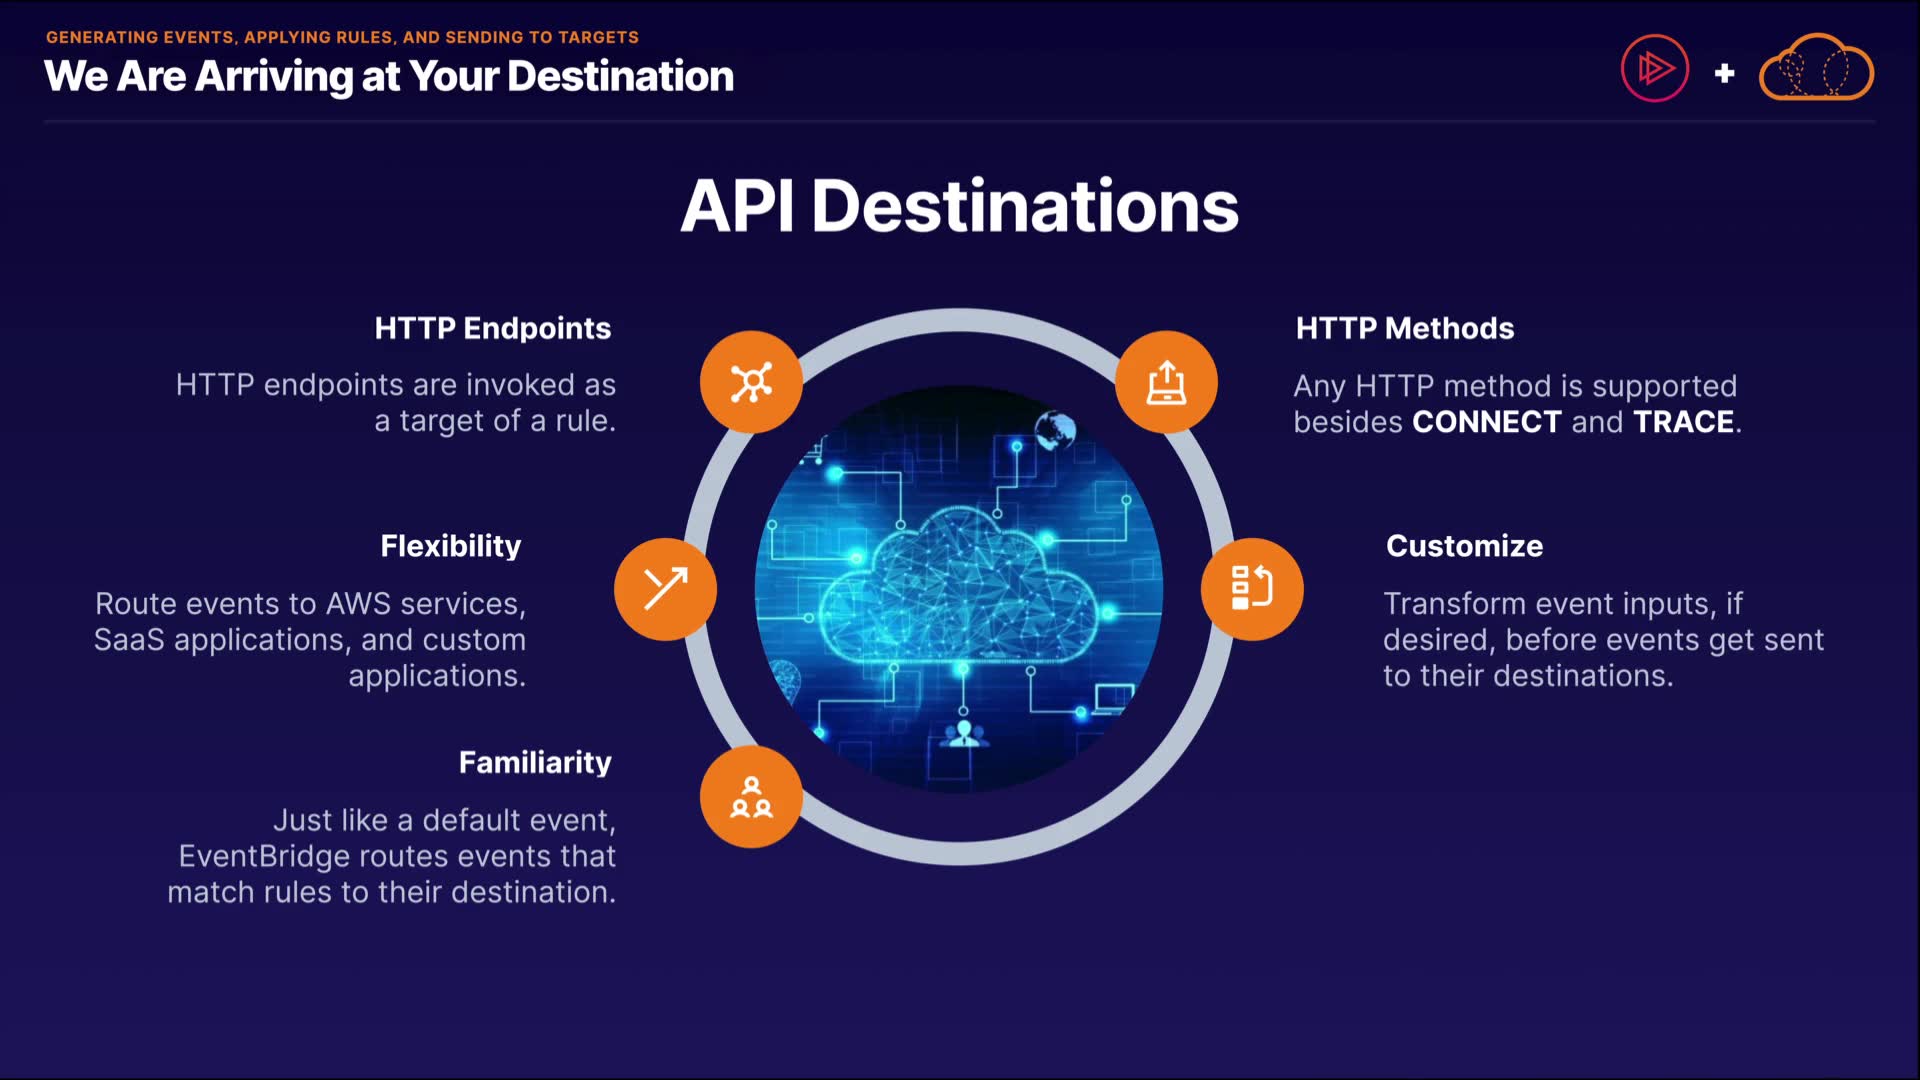 GENERATING EVENTS, APPLYING RULES, AND SENDING TO TARGETS
We Are Arriving at Your Destination
+
API Destinations
HTTP Endpoints
HTTP endpoints are invoked as
a target of a rule.
Flexibility
Route events to AWS services,
SaaS applications, and custom
applications.
Familiarity
Just like a default event,
EventBridge routes events that
match rules to their destination.
HTTP Methods
Any HTTP method is supported
besides CONNECT and TRACE.
Customize
Transform event inputs, if
desired, before events get sent
to their destinations.